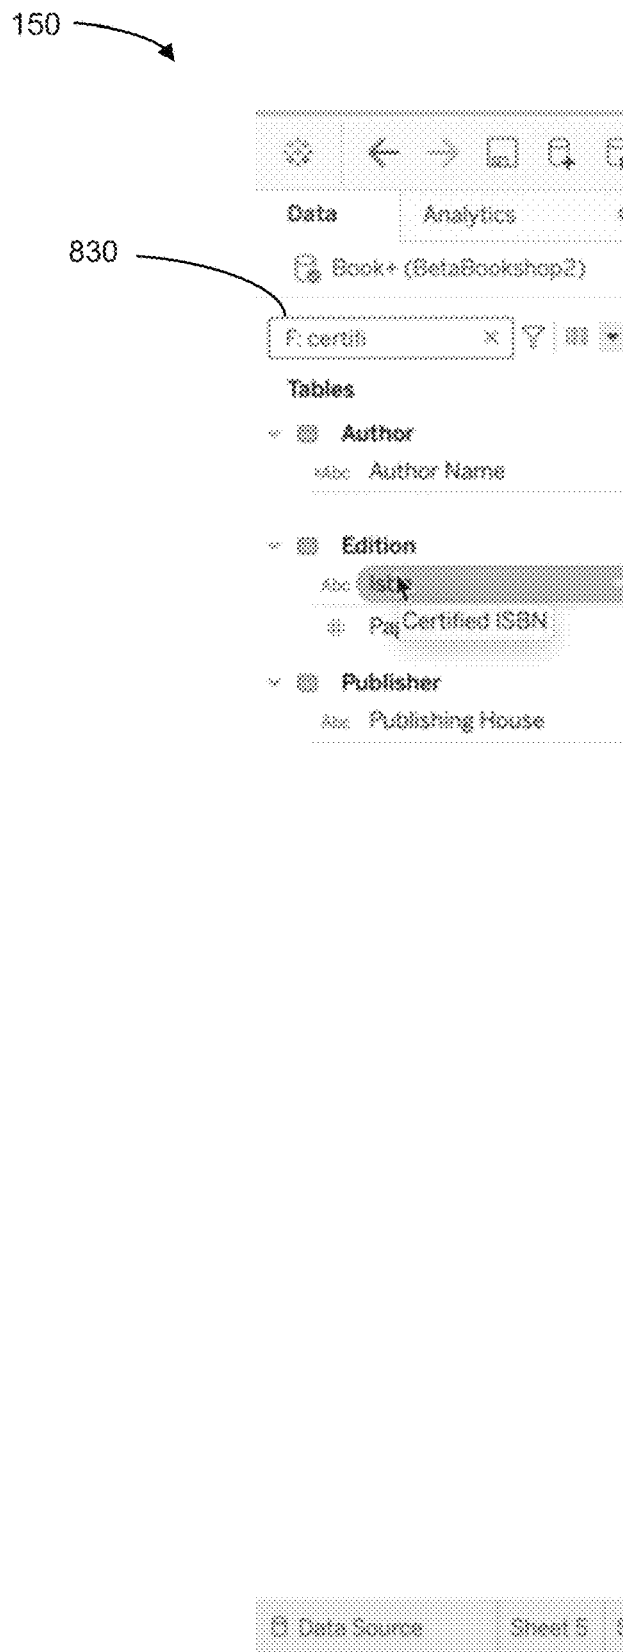 150
Data Analytics
830
Book+ (BetaBookshop2)
F: certifi
Tables
Author
Abc Author Name
Edition
Abc
Certified ISBN
Publisher
Abc Publishing House
Data Source Sheet 5